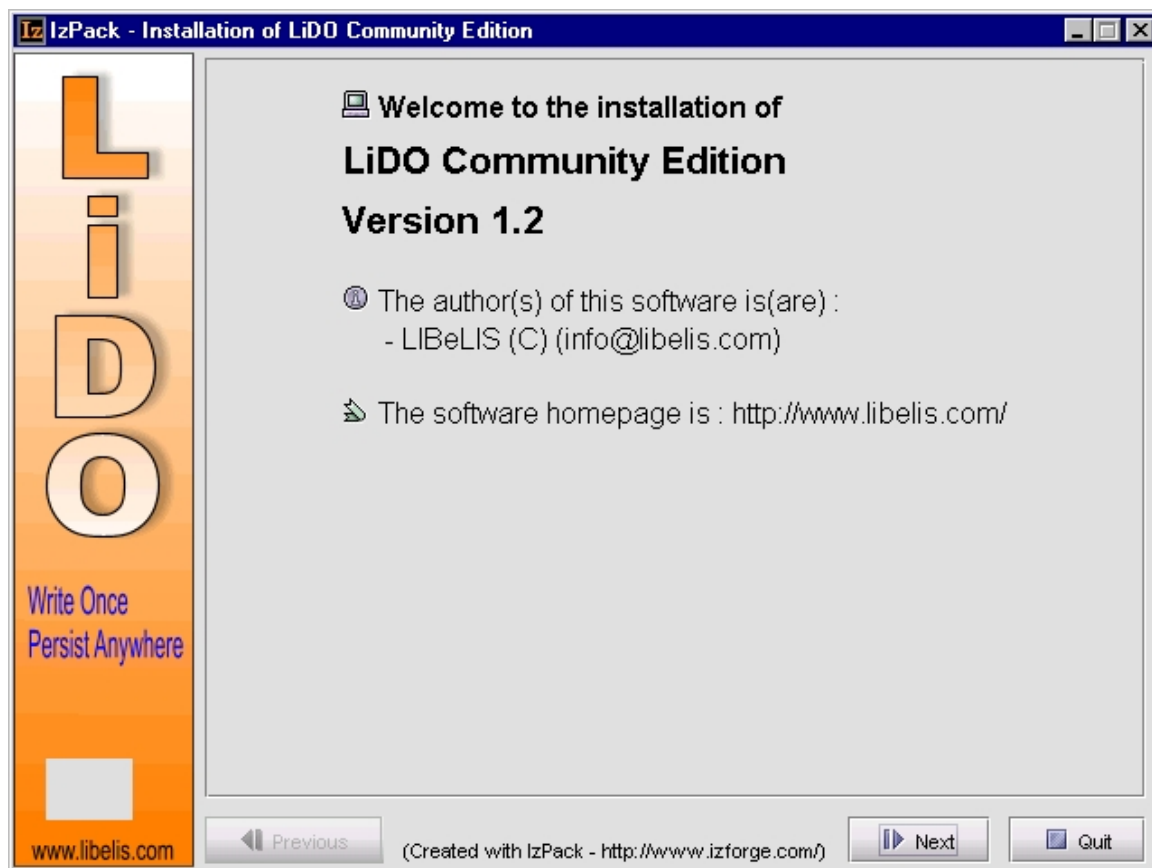 IzPack - Installation of LiDO Community Edition
LiDO
Write Once
Persist Anywhere
www.libelis.com
Welcome to the installation of
LiDO Community Edition
Version 1.2
The author(s) of this software is(are) :
- LIBeLIS (C) (info@libelis.com)
The software homepage is : http://www.libelis.com/
Previous
(Created with IzPack - http://www.izforge.com/)
Next
Quit